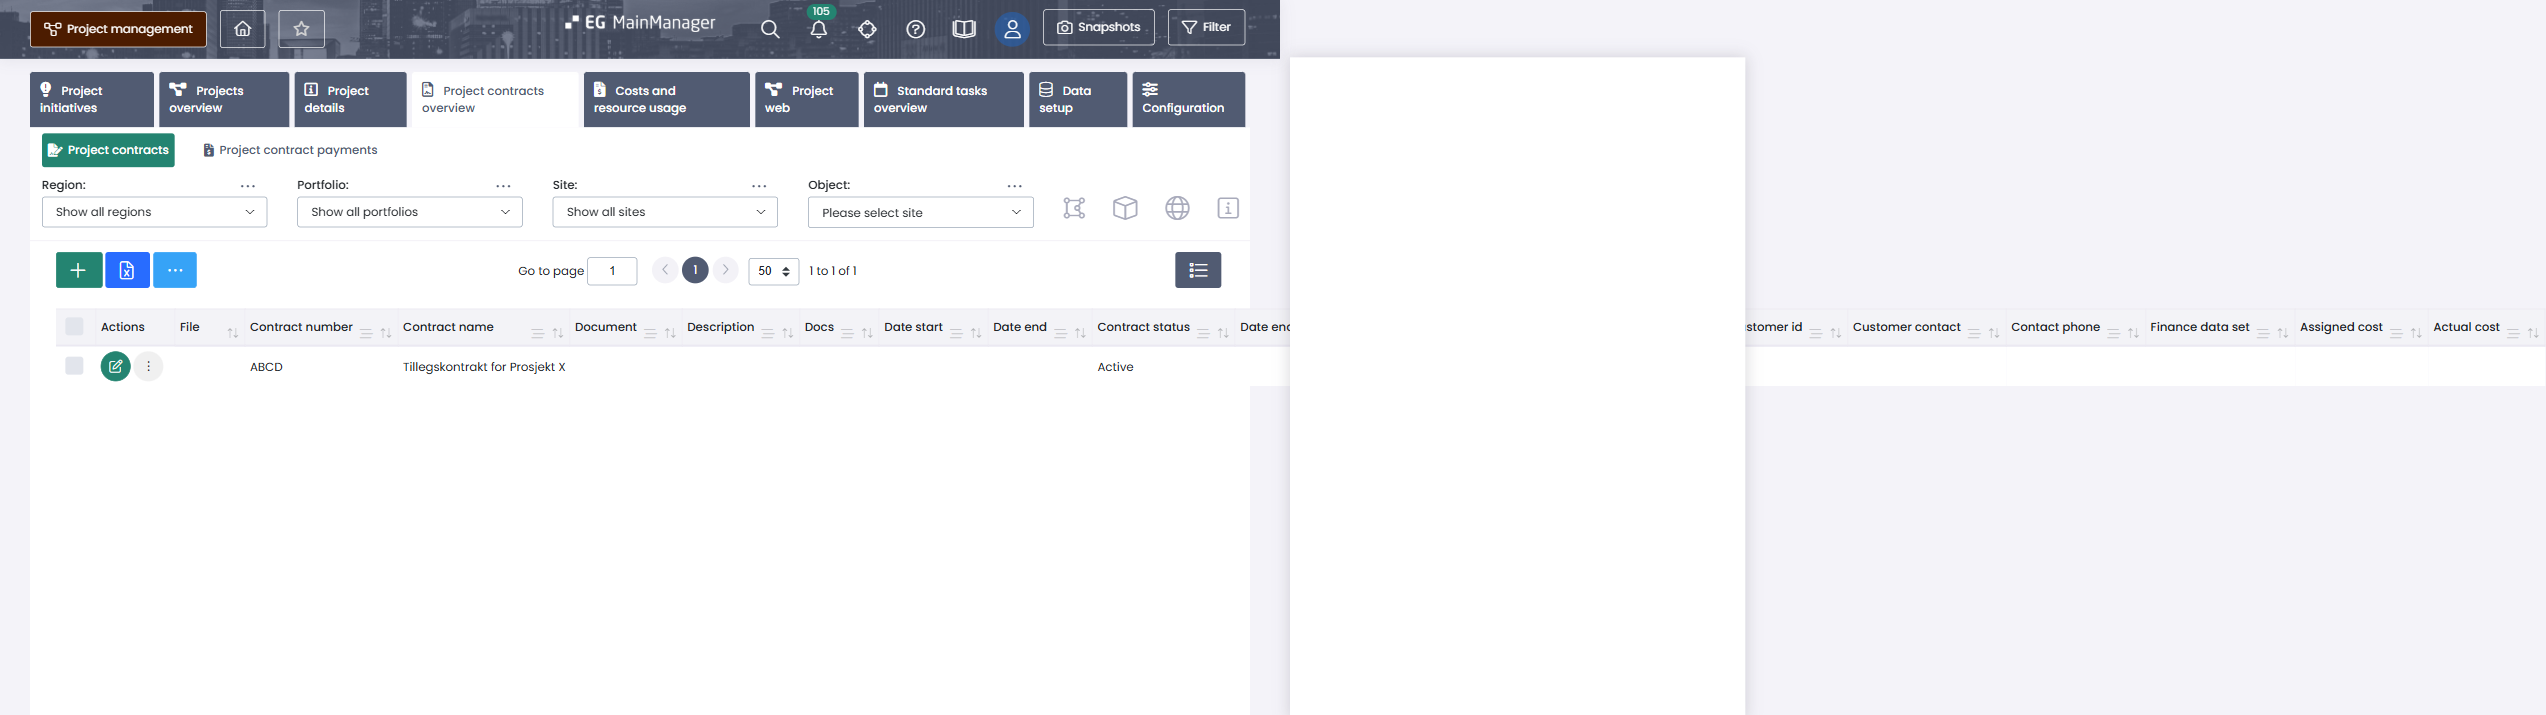 Project management
105
EG MainManager
Snapshots
Filter
Project initiatives
Projects overview
Project details
Project contracts overview
Costs and resource usage
Project web
Standard tasks overview
Data setup
Configuration
Project contracts
Project contract payments
Region:
Portfolio:
Site:
Object:
Show all regions
Show all portfolios
Show all sites
Please select site
Go to page 1 1 50 1 to 1 of 1
Actions File Contract number Contract name Document Description Docs Date start Date end Contract status Date end stomer id Customer contact Contact phone Finance data set Assigned cost Actual cost
ABCD Tillegskontrakt for Prosjekt X Active